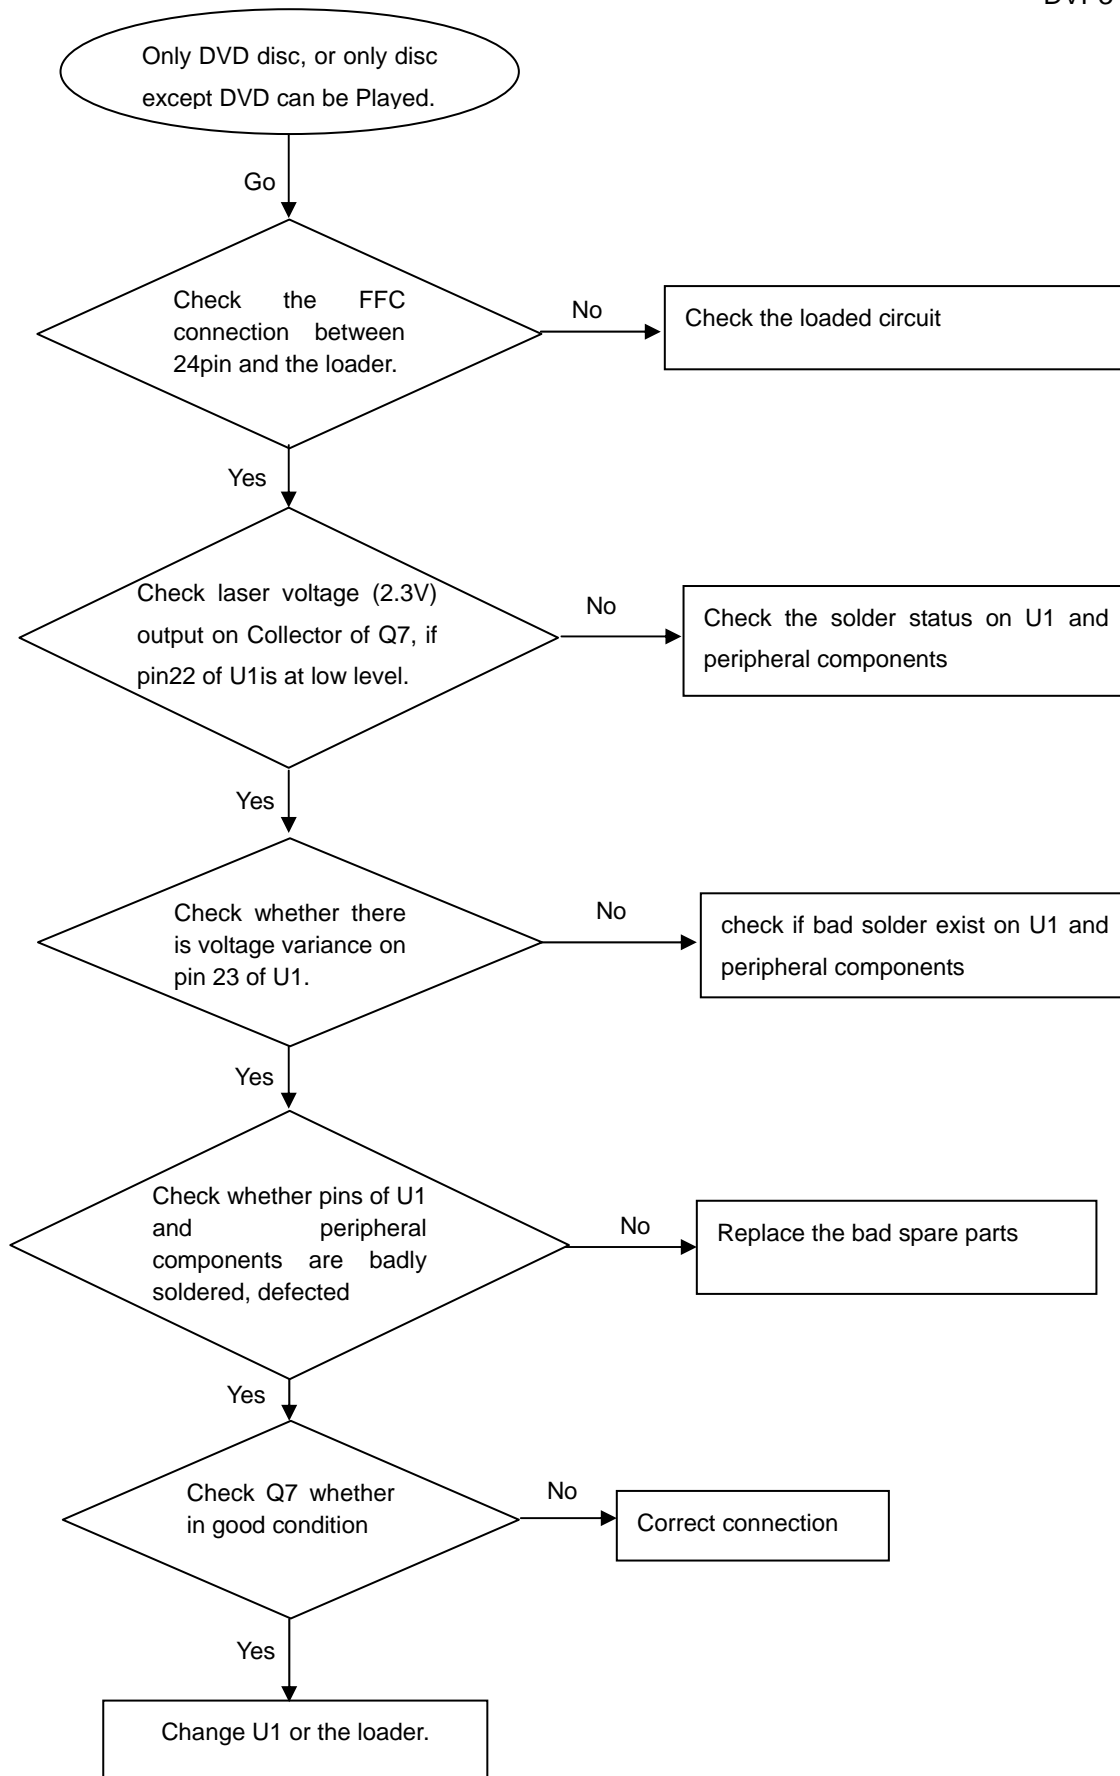 Only DVD disc, or only disc
except DVD can be Played.
Go
Check the FFC
connection between
24pin and the loader.
No
Check the loaded circuit
Yes
Check laser voltage (2.3V)
output on Collector of Q7, if
pin22 of U1is at low level.
No
Check the solder status on U1 and
peripheral components
Yes
Check whether there
is voltage variance on
pin 23 of U1.
No
check if bad solder exist on U1 and
peripheral components
Yes
Check whether pins of U1
and peripheral
components are badly
soldered, defected
No
Replace the bad spare parts
Yes
Check Q7 whether
in good condition
No
Correct connection
Yes
Change U1 or the loader.